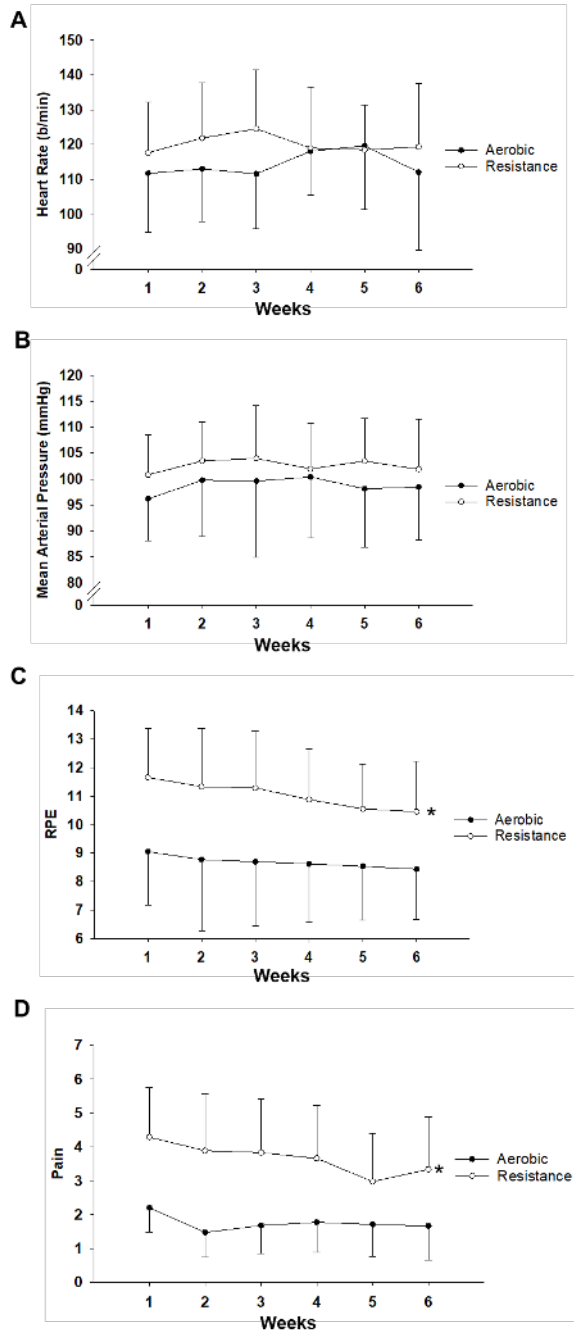 A
Heart Rate (b/min)
150
140
130
120
110
100
90
0
Aerobic
Resistance
1 2 3 4 5 6
Weeks
B
Mean Arterial Pressure (mmHg)
120
115
110
105
100
95
90
85
80
0
Aerobic
Resistance
1 2 3 4 5 6
Weeks
C
RPE
14
13
12
11
10
9
8
7
6
*
Aerobic
Resistance
1 2 3 4 5 6
Weeks
D
Pain
7
6
5
4
3
2
1
0
*
Aerobic
Resistance
1 2 3 4 5 6
Weeks